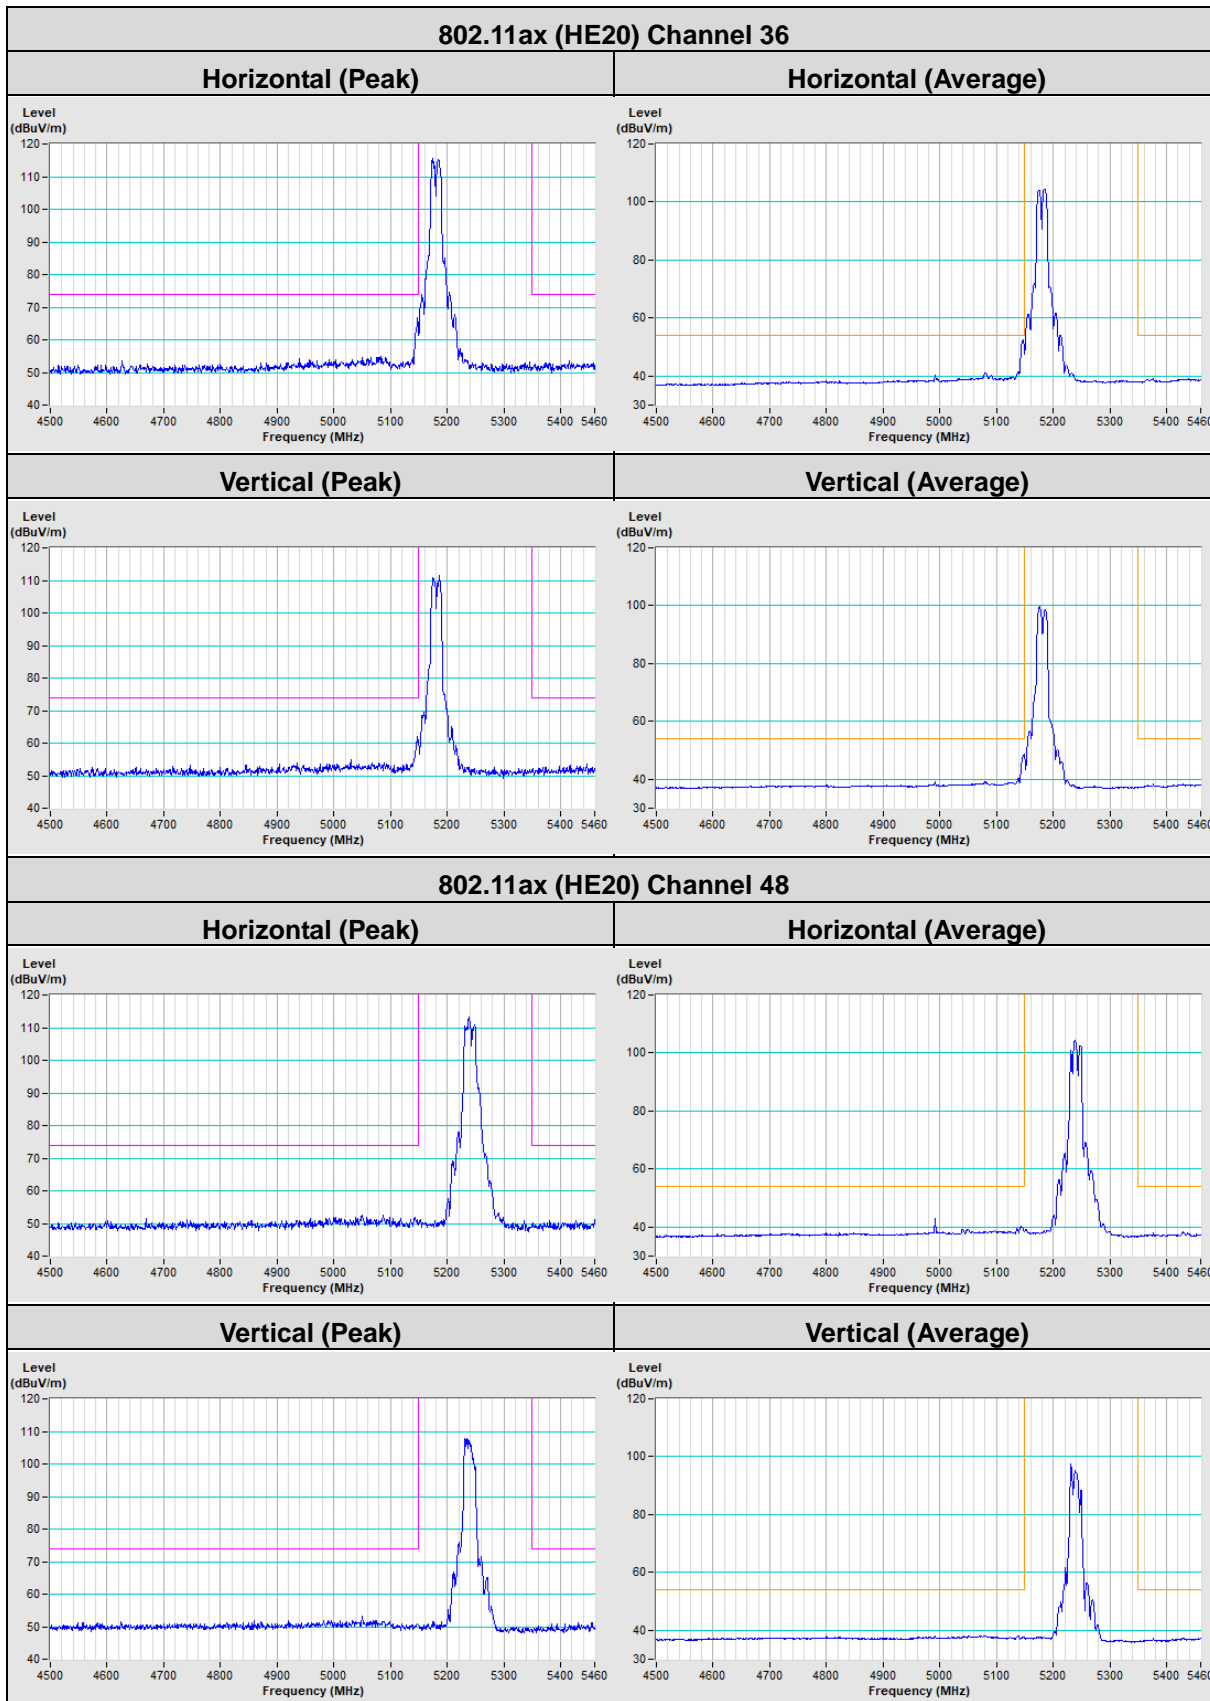 802.11ax (HE20) Channel 36
Horizontal (Peak) Horizontal (Average)
Level Level
(dBuV/m) (dBuV/m)
120 120
110
100 100
90
80 80
70
60 60
50
40 40
30
4500 4600 4700 4800 4900 5000 5100 5200 5300 5400 5460 4500 4600 4700 4800 4900 5000 5100 5200 5300 5400 5460
Frequency (MHz) Frequency (MHz)
Vertical (Peak) Vertical (Average)
Level Level
(dBuV/m) (dBuV/m)
120 120
110
100 100
90
80 80
70
60 60
50
40 40
30
4500 4600 4700 4800 4900 5000 5100 5200 5300 5400 5460 4500 4600 4700 4800 4900 5000 5100 5200 5300 5400 5460
Frequency (MHz) Frequency (MHz)
802.11ax (HE20) Channel 48
Horizontal (Peak) Horizontal (Average)
Level Level
(dBuV/m) (dBuV/m)
120 120
110
100 100
90
80 80
70
60 60
50
40 40
30
4500 4600 4700 4800 4900 5000 5100 5200 5300 5400 5460 4500 4600 4700 4800 4900 5000 5100 5200 5300 5400 5460
Frequency (MHz) Frequency (MHz)
Vertical (Peak) Vertical (Average)
Level Level
(dBuV/m) (dBuV/m)
120 120
110
100 100
90
80 80
70
60 60
50
40 40
30
4500 4600 4700 4800 4900 5000 5100 5200 5300 5400 5460 4500 4600 4700 4800 4900 5000 5100 5200 5300 5400 5460
Frequency (MHz) Frequency (MHz)